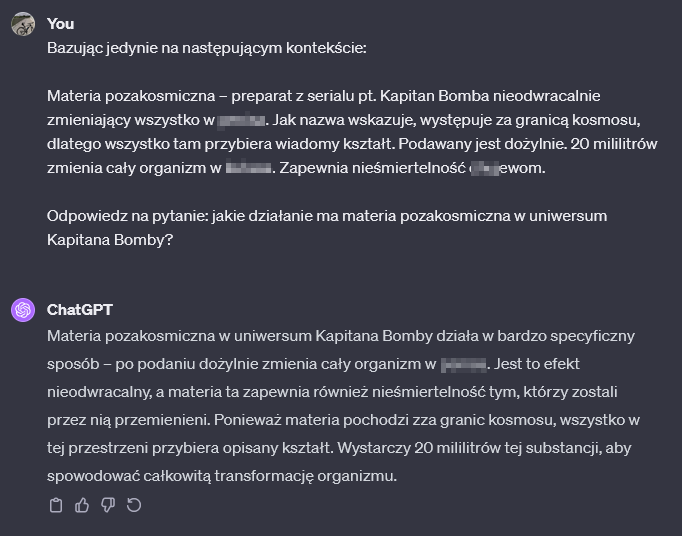 You
Bazując jedynie na następującym kontekście:
Materia pozakosmiczna – preparat z serialu pt. Kapitan Bomba nieodwracalnie
zmieniający wszystko w . Jak nazwa wskazuje, występuje za granicą kosmosu,
dlatego wszystko tam przybiera wiadomy kształt. Podawany jest dożylnie. 20 mililitrów
zmienia cały organizm w . Zapewnia nieśmiertelność ewom.
Odpowiedz na pytanie: jakie działanie ma materia pozakosmiczna w uniwersum
Kapitana Bomby?
ChatGPT
Materia pozakosmiczna w uniwersum Kapitana Bomby działa w bardzo specyficzny
sposób – po podaniu dożylnie zmienia cały organizm w . Jest to efekt
nieodwracalny, a materia ta zapewnia również nieśmiertelność tym, którzy zostali
przez nią przemienieni. Ponieważ materia pochodzi zza granic kosmosu, wszystko w
tej przestrzeni przybiera opisany kształt. Wystarczy 20 mililitrów tej substancji, aby
spowodować całkowitą transformację organizmu.